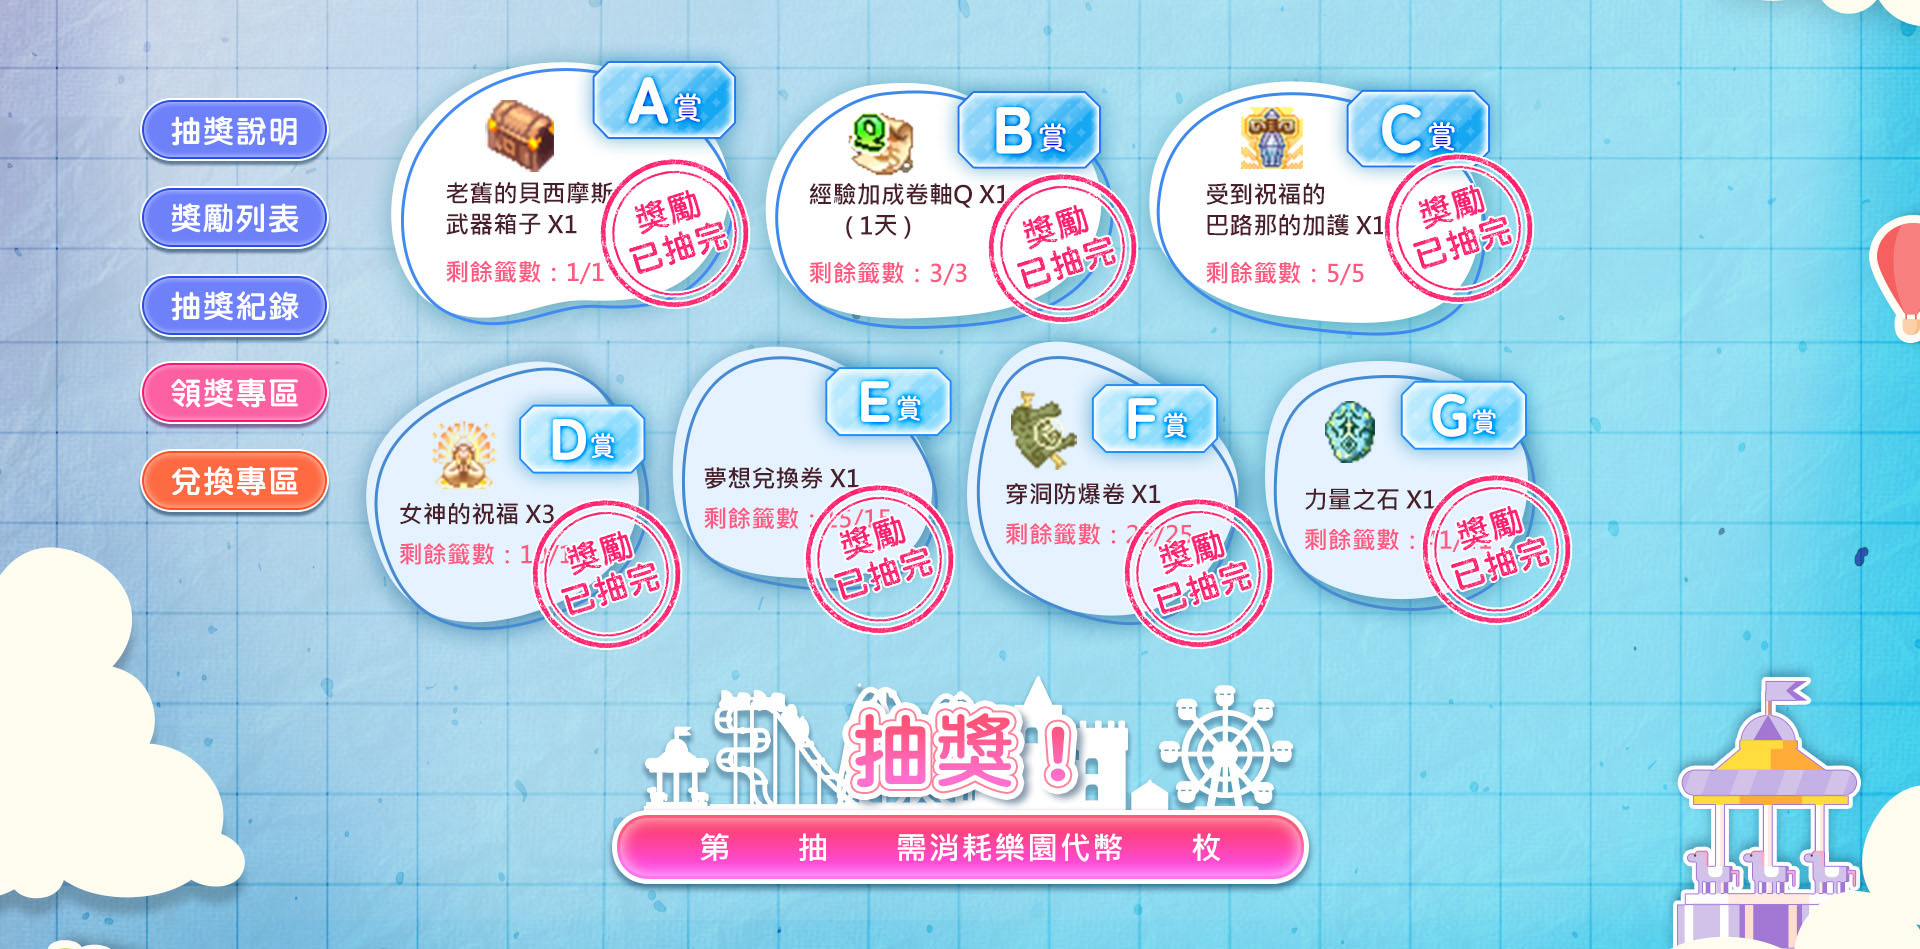 抽獎說明
獎勵列表
抽獎紀錄
領獎專區
兌換專區
A賞
老舊的貝西摩斯
武器箱子 X1
剩餘籤數：1/1
獎勵
已抽完
B賞
Q
經驗加成卷軸Q X1
（1天）
剩餘籤數：3/3
獎勵
已抽完
C賞
受到祝福的
巴路那的加護 X1
剩餘籤數：5/5
獎勵
已抽完
D賞
女神的祝福 X3
剩餘籤數：
獎勵
已抽完
E賞
夢想兌換券 X1
剩餘籤數：
獎勵
已抽完
F賞
穿洞防爆卷 X1
剩餘籤數：
獎勵
已抽完
G賞
力量之石 X1
剩餘籤數：
獎勵
已抽完
抽獎！
第 抽 需消耗樂園代幣 枚